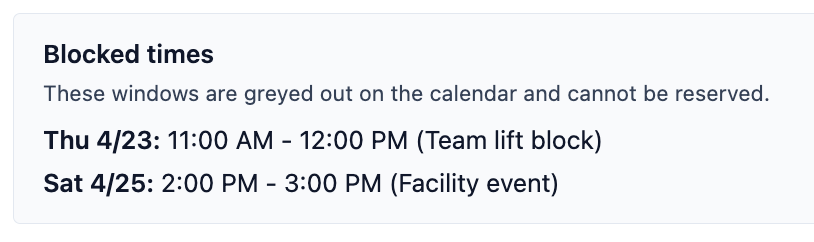 Blocked times
These windows are greyed out on the calendar and cannot be reserved.
Thu 4/23: 11:00 AM - 12:00 PM (Team lift block)
Sat 4/25: 2:00 PM - 3:00 PM (Facility event)